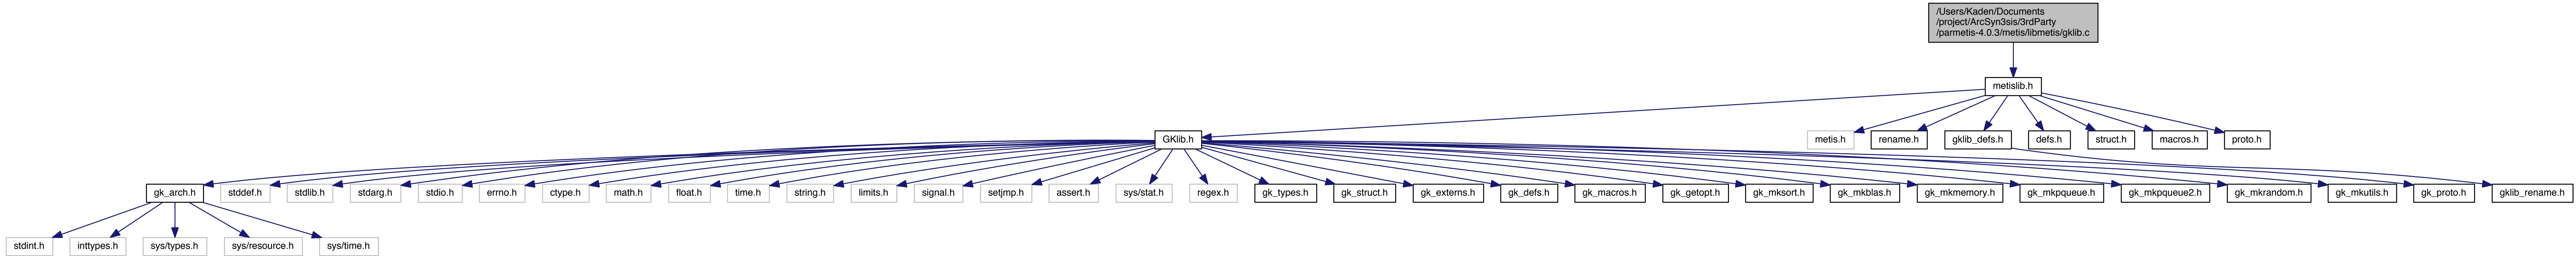 /Users/Kaden/Documents
/project/ArcSyn3sis/3rdParty
/parmetis-4.0.3/metis/libmetis/gklib.c
metislib.h
GKlib.h
metis.h
rename.h
gklib_defs.h
defs.h
struct.h
macros.h
proto.h
gk_arch.h
stddef.h
stdlib.h
stdarg.h
stdio.h
errno.h
ctype.h
math.h
float.h
time.h
string.h
limits.h
signal.h
setjmp.h
assert.h
sys/stat.h
regex.h
gk_types.h
gk_struct.h
gk_externs.h
gk_defs.h
gk_macros.h
gk_getopt.h
gk_mksort.h
gk_mkblas.h
gk_mkmemory.h
gk_mkpqueue.h
gk_mkpqueue2.h
gk_mkrandom.h
gk_mkutils.h
gk_proto.h
gklib_rename.h
stdint.h
inttypes.h
sys/types.h
sys/resource.h
sys/time.h